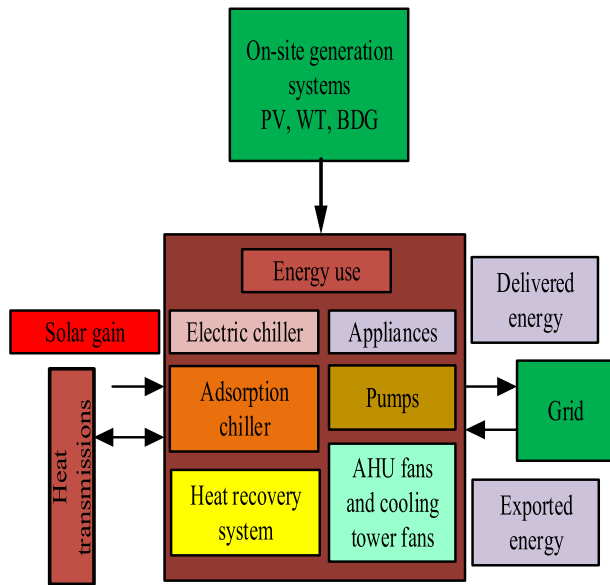 On-site generation
systems
PV, WT, BDG
Energy use
Delivered
energy
Solar gain
Electric chiller
Appliances
Heat
transmissions
Adsorption
chiller
Pumps
Grid
Heat recovery
system
AHU fans
and cooling
tower fans
Exported
energy